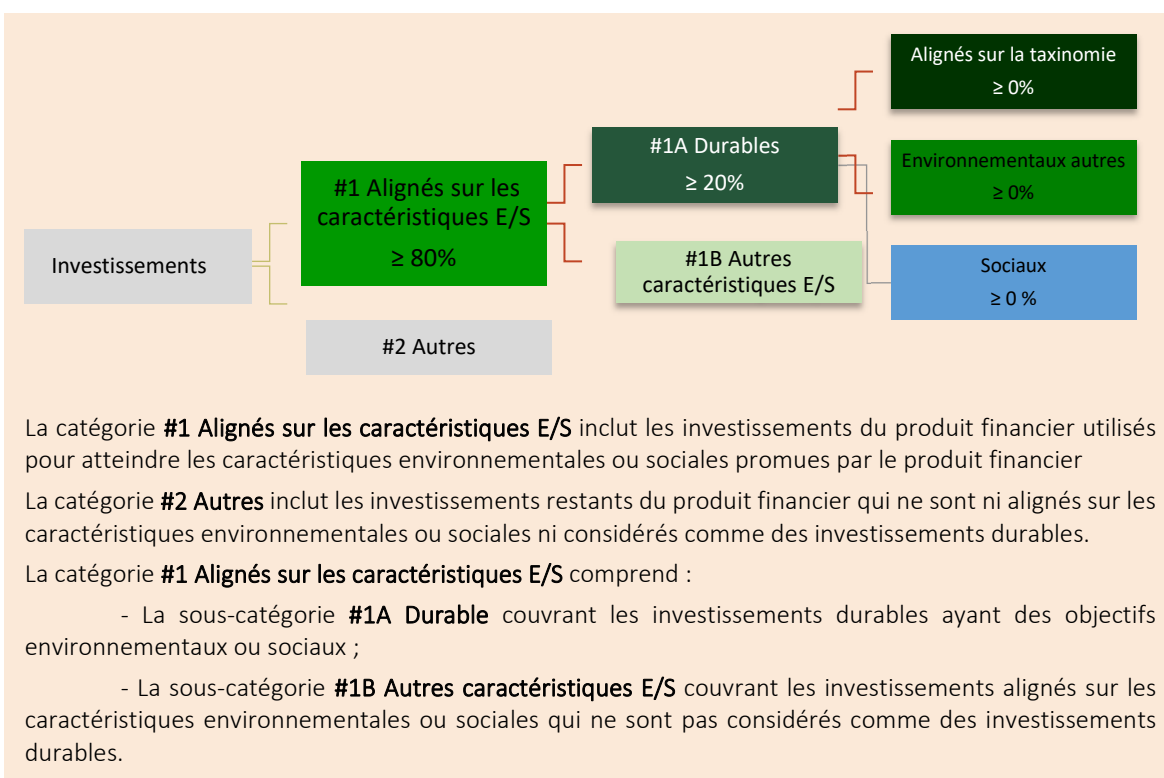 Alignés sur la taxinomie
≥ 0%
#1A Durables
≥ 20%
Environnementaux autres
≥ 0%
#1 Alignés sur les
caractéristiques E/S
≥ 80%
Investissements
#1B Autres
caractéristiques E/S
Sociaux
≥ 0 %
#2 Autres
La catégorie #1 Alignés sur les caractéristiques E/S inclut les investissements du produit financier utilisés
pour atteindre les caractéristiques environnementales ou sociales promues par le produit financier
La catégorie #2 Autres inclut les investissements restants du produit financier qui ne sont ni alignés sur les
caractéristiques environnementales ou sociales ni considérés comme des investissements durables.
La catégorie #1 Alignés sur les caractéristiques E/S comprend :
- La sous-catégorie #1A Durable couvrant les investissements durables ayant des objectifs
environnementaux ou sociaux ;
- La sous-catégorie #1B Autres caractéristiques E/S couvrant les investissements alignés sur les
caractéristiques environnementales ou sociales qui ne sont pas considérés comme des investissements
durables.